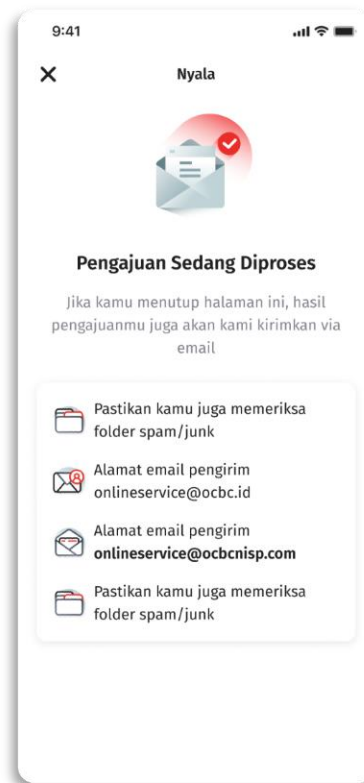 9:41
Nyala
Pengajuan Sedang Diproses
Jika kamu menutup halaman ini, hasil
pengajuanmu juga akan kami kirimkan via
email
Pastikan kamu juga memeriksa
folder spam/junk
Alamat email pengirim
onlineservice@ocbc.id
Alamat email pengirim
onlineservice@ocbcnisp.com
Pastikan kamu juga memeriksa
folder spam/junk